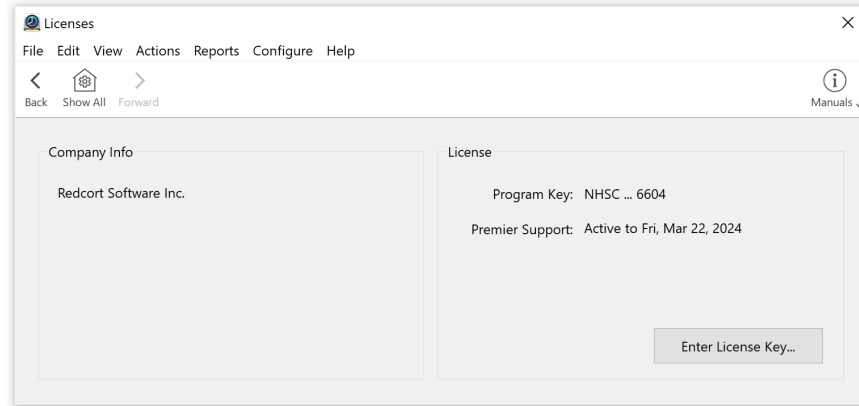 Licenses
File Edit View Actions Reports Configure Help
Back Show All Forward Manuals
Company Info
Redcort Software Inc.
License
Program Key: NHSC ... 6604
Premier Support: Active to Fri, Mar 22, 2024
Enter License Key...